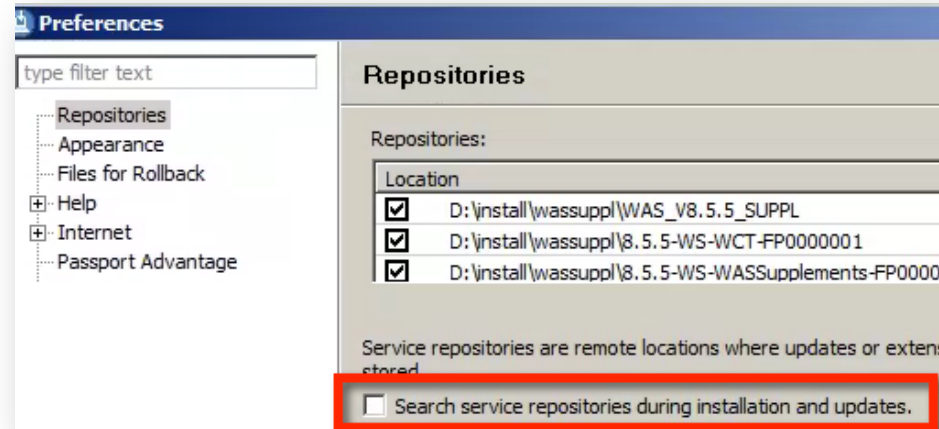 Preferences
type filter text
Repositories
Appearance
Files for Rollback
Help
Internet
Passport Advantage
Repositories
Repositories:
Location
D:\install\wassuppl\WAS_V8.5.5_SUPPL
D:\install\wassuppl\8.5.5-WS-WCT-FP0000001
D:\install\wassuppl\8.5.5-WS-WASSupplements-FP0000
Service repositories are remote locations where updates or extens
stored.
Search service repositories during installation and updates.